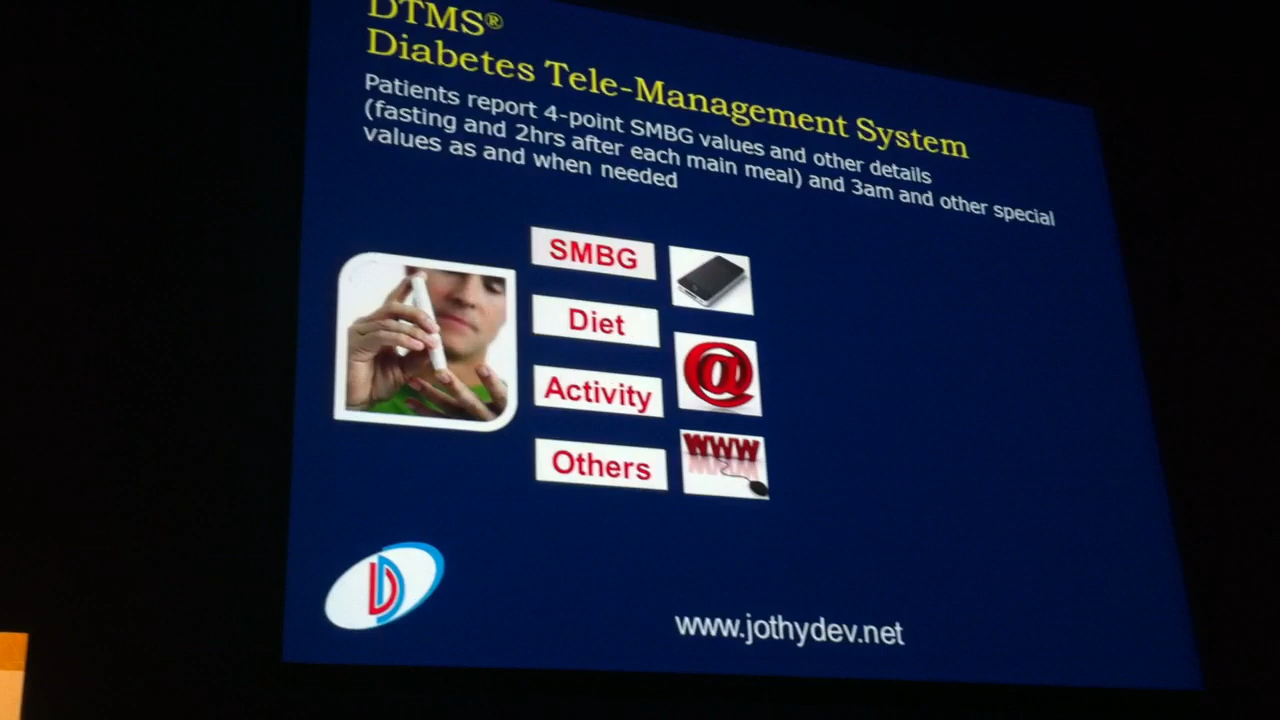 DTMS®
Diabetes Tele-Management System
Patients report 4-point SMBG values and other details
(fasting and 2hrs after each main meal) and 3am and other special
values as and when needed
SMBG
Diet
Activity
Others
@
WWW
D
www.jothydev.net